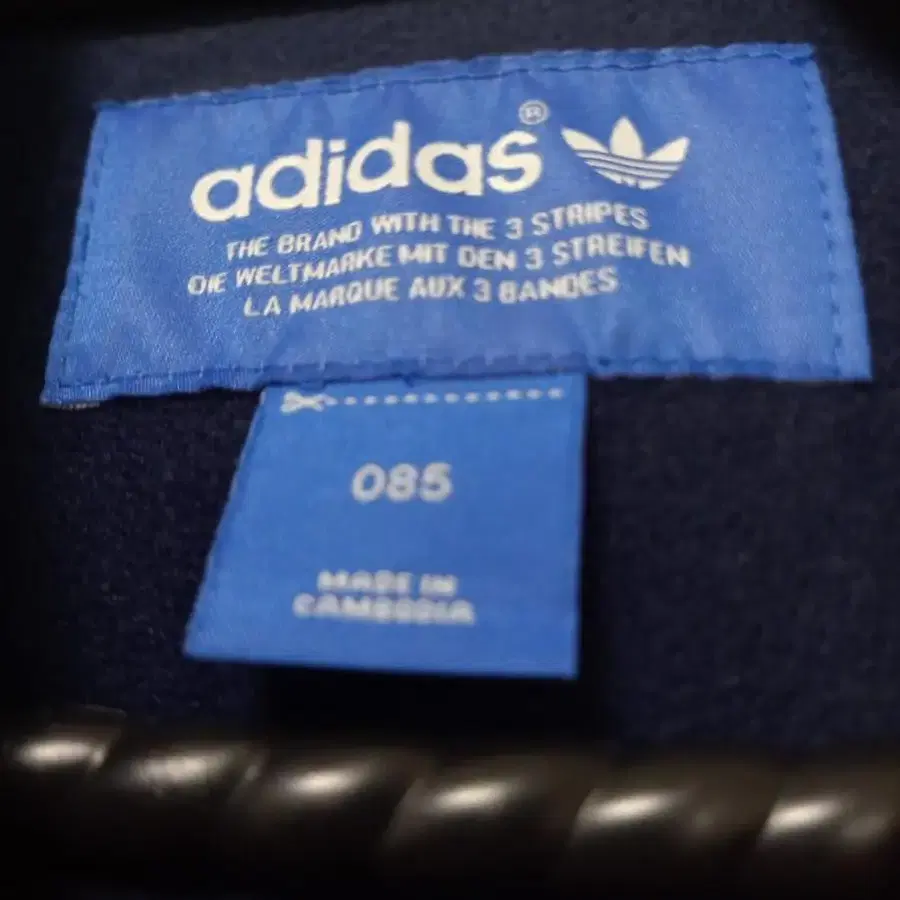 adidas®
THE BRAND WITH THE 3 STRIPES
DIE WELTMARKE MIT DEN 3 STREIFEN
LA MARQUE AUX 3 BANDES
085
MADE IN
CAMBODIA